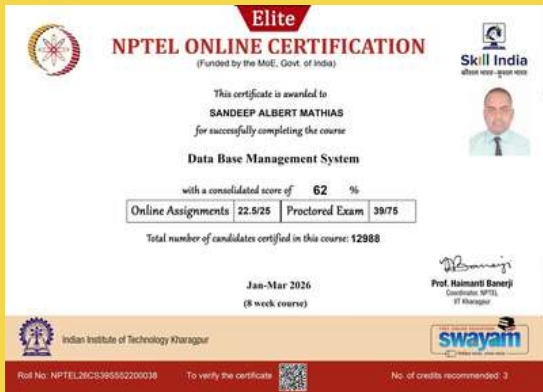 Elite
NPTEL ONLINE CERTIFICATION
(Funded by the MoE, Govt. of India)
Skill India
कौशल भारत-कुशल भारत
This certificate is awarded to
SANDEEP ALBERT MATHIAS
for successfully completing the course
Data Base Management System
with a consolidated score of 62 %
Online Assignments 22.5/25 Proctored Exam 39/75
Total number of candidates certified in this course: 12988
Jan-Mar 2026
(8 week course)
Prof. Haimanti Banerji
Coordinator, NPTEL
IIT Kharagpur
Indian Institute of Technology Kharagpur
FREE ONLINE EDUCATION
swayam
Roll No: NPTEL26CS39S552200038
To verify the certificate
No. of credits recommended: 3